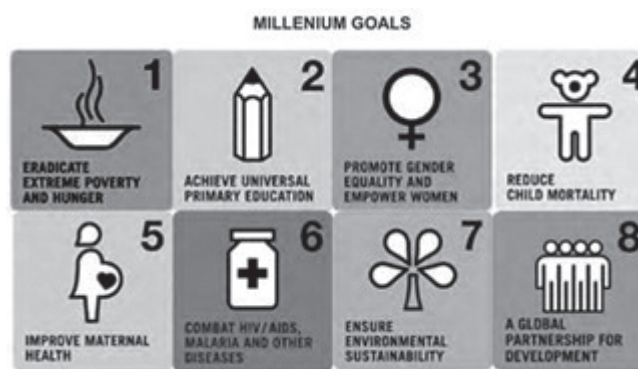 MILLENIUM GOALS
1
ERADICATE
EXTREME POVERTY
AND HUNGER
2
ACHIEVE UNIVERSAL
PRIMARY EDUCATION
3
PROMOTE GENDER
EQUALITY AND
EMPOWER WOMEN
4
REDUCE
CHILD MORTALITY
5
IMPROVE MATERNAL
HEALTH
6
COMBAT HIV/AIDS,
MALARIA AND OTHER
DISEASES
7
ENSURE
ENVIRONMENTAL
SUSTAINABILITY
8
A GLOBAL
PARTNERSHIP FOR
DEVELOPMENT